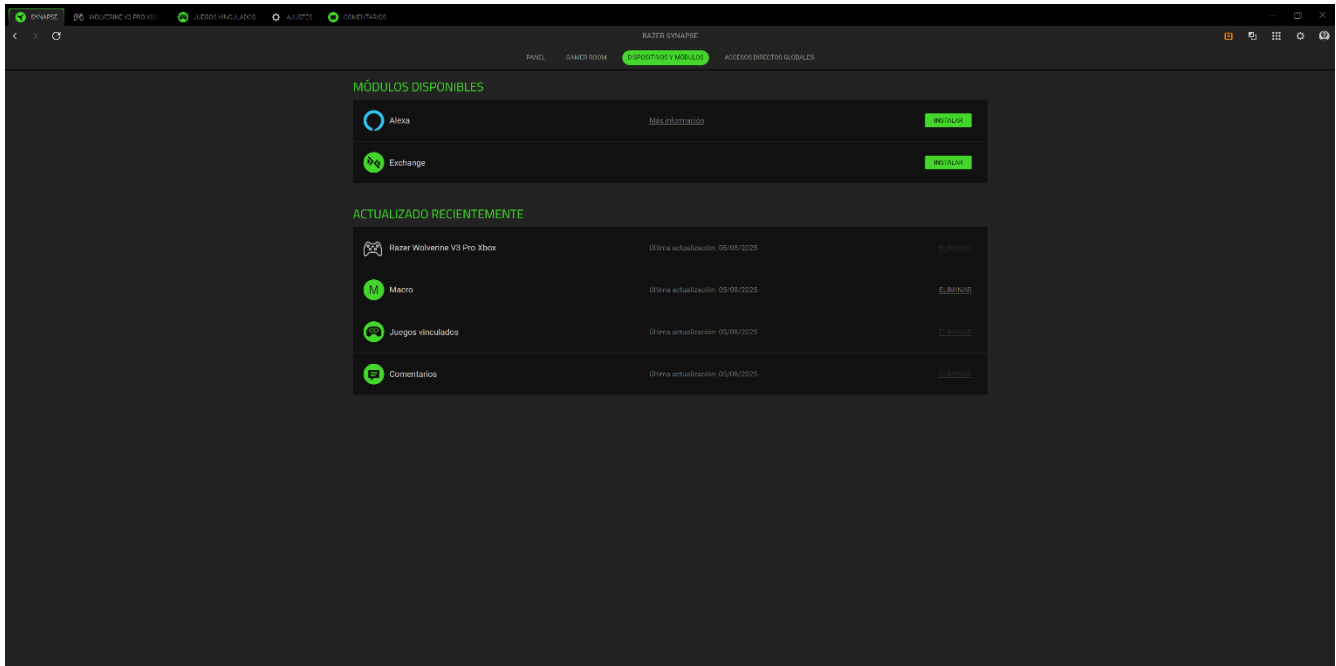 SYNAPSE WOLVERINE V3 PRO XBO JUEGOS VINCULADOS AJUSTES COMENTARIOS
RAZER SYNAPSE
PANEL GAMER ROOM DISPOSITIVOS Y MÓDULOS ACCESOS DIRECTOS GLOBALES
MÓDULOS DISPONIBLES
Alexa Más información INSTALAR
Exchange INSTALAR
ACTUALIZADO RECIENTEMENTE
Razer Wolverine V3 Pro Xbox Última actualización: 05/08/2025 ELIMINAR
M Macro Última actualización: 05/08/2025 ELIMINAR
Juegos vinculados Última actualización: 05/08/2025 ELIMINAR
Comentarios Última actualización: 05/08/2025 ELIMINAR